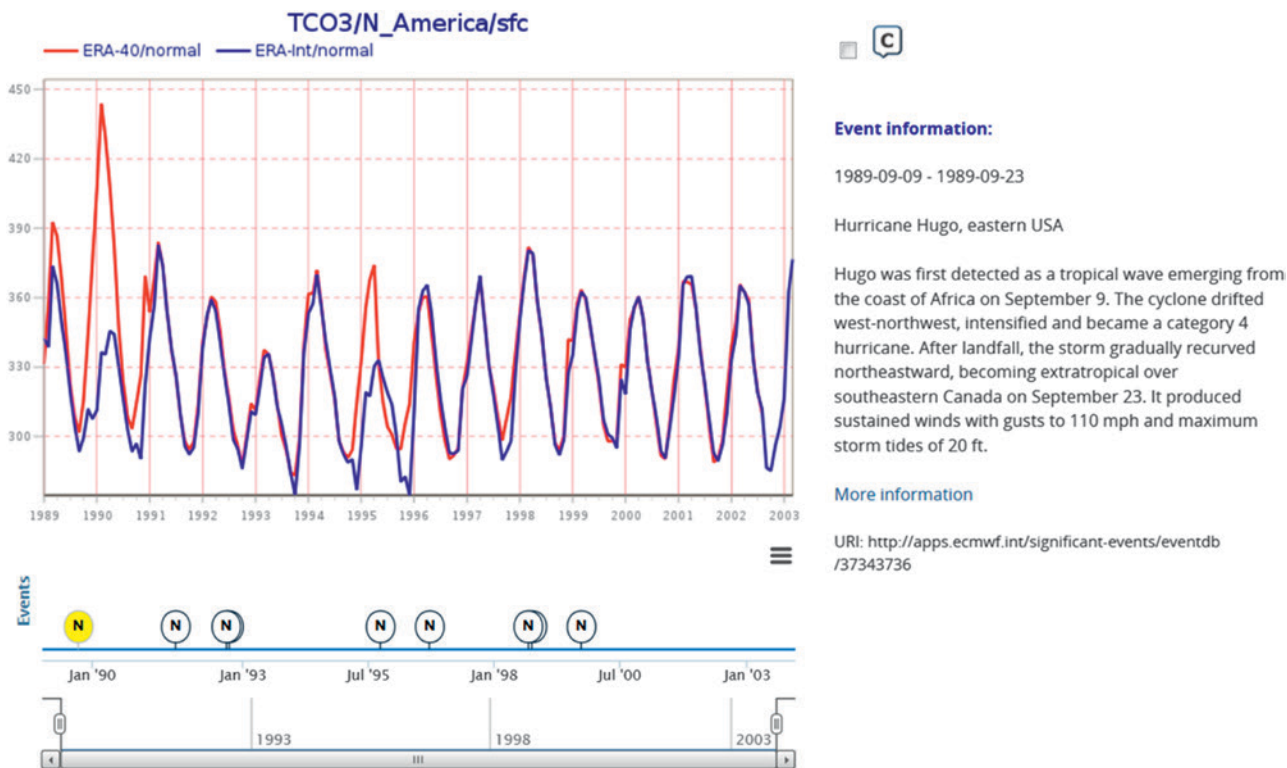 TCO3/N_America/sfc
ERA-40/normal ERA-Int/normal
450
420
390
360
330
300
1989 1990 1991 1992 1993 1994 1995 1996 1997 1998 1999 2000 2001 2002 2003
Events
N N N N N N N
Jan '90 Jan '93 Jul '95 Jan '98 Jul '00 Jan '03
1993 1998 2003
C
Event information:
1989-09-09 - 1989-09-23
Hurricane Hugo, eastern USA
Hugo was first detected as a tropical wave emerging from
the coast of Africa on September 9. The cyclone drifted
west-northwest, intensified and became a category 4
hurricane. After landfall, the storm gradually recurved
northeastward, becoming extratropical over
southeastern Canada on September 23. It produced
sustained winds with gusts to 110 mph and maximum
storm tides of 20 ft.
More information
URI: http://apps.ecmwf.int/significant-events/eventdb
/37343736